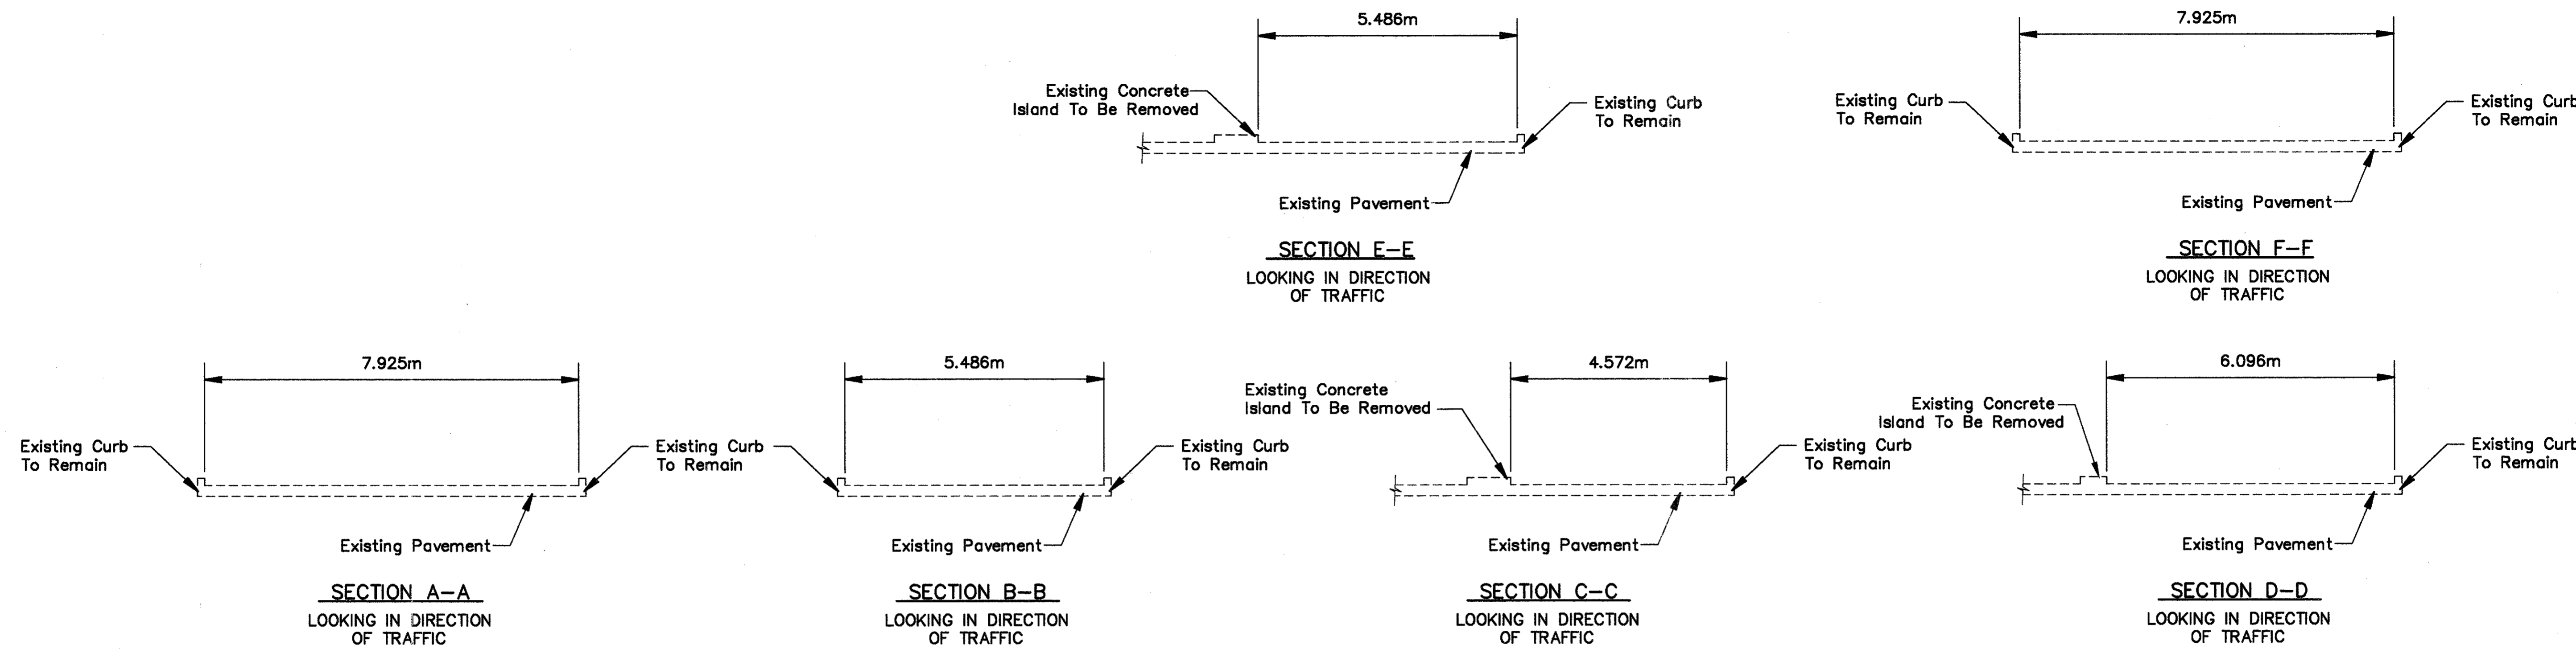 5.486m
Existing Concrete
Island To Be Removed
Existing Curb
To Remain
Existing Pavement
SECTION E-E
LOOKING IN DIRECTION
OF TRAFFIC
7.925m
Existing Curb
To Remain
Existing Curb
To Remain
Existing Pavement
SECTION F-F
LOOKING IN DIRECTION
OF TRAFFIC
7.925m
Existing Curb
To Remain
Existing Curb
To Remain
Existing Pavement
SECTION A-A
LOOKING IN DIRECTION
OF TRAFFIC
5.486m
Existing Curb
To Remain
Existing Pavement
SECTION B-B
LOOKING IN DIRECTION
OF TRAFFIC
4.572m
Existing Concrete
Island To Be Removed
Existing Curb
To Remain
Existing Pavement
SECTION C-C
LOOKING IN DIRECTION
OF TRAFFIC
6.096m
Existing Concrete
Island To Be Removed
Existing Curb
To Remain
Existing Pavement
SECTION D-D
LOOKING IN DIRECTION
OF TRAFFIC